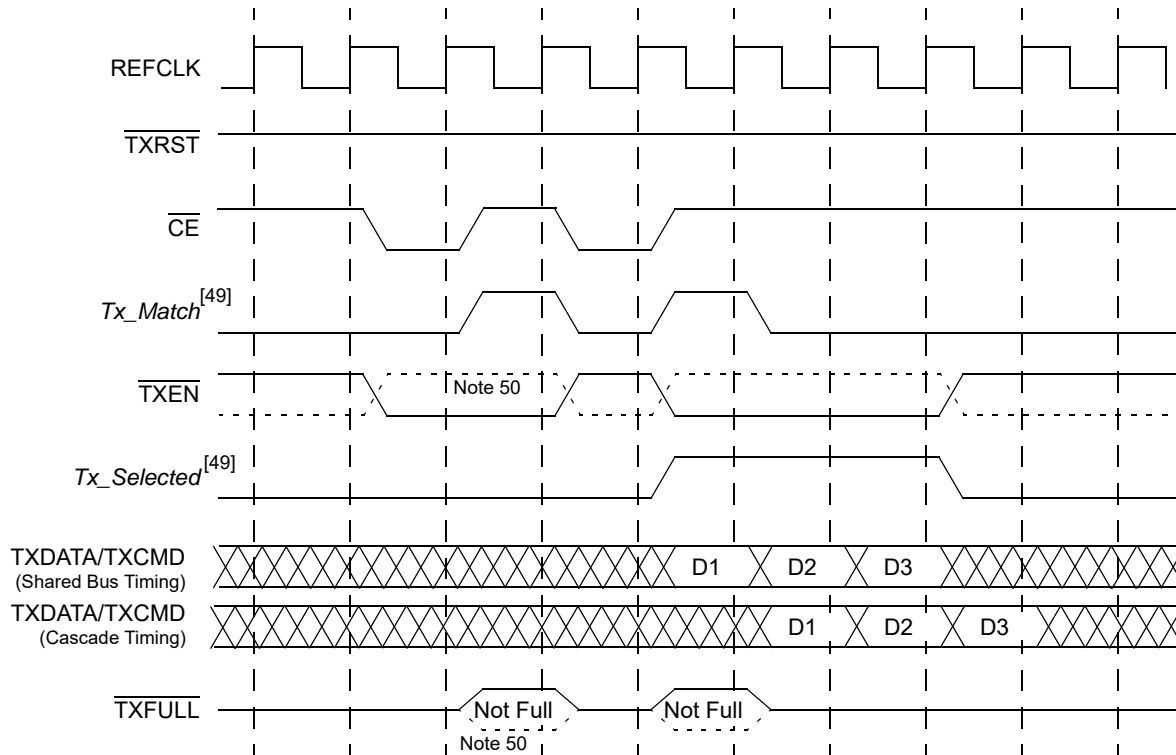 REFCLK
TXRST
CE
Tx_Match[49]
TXEN
Note 50
Tx_Selected[49]
TXDATA/TXCMD
(Shared Bus Timing)
D1 D2 D3
TXDATA/TXCMD
(Cascade Timing)
D1 D2 D3
TXFULL
Not Full Not Full
Note 50